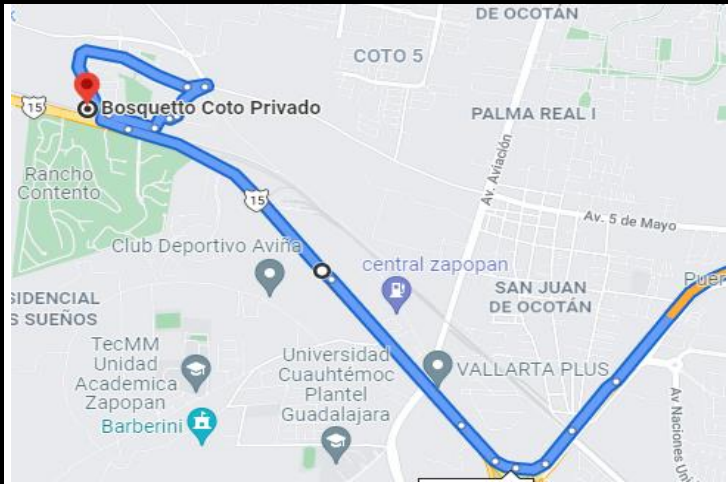 DE OCOTÁN
COTO 5
15
Bosquetto Coto Privado
PALMA REAL I
Rancho
Contento
Av. Aviación
15
Av. 5 de Mayo
Club Deportivo Aviña
central zapopan
SAN JUAN
DE OCOTÁN
Puer
SIDENCIAL
S SUEÑOS
TecMM
Unidad
Academica
Zapopan
Barberini
Universidad
Cuauhtémoc
Plantel
Guadalajara
VALLARTA PLUS
Av Naciones Uni